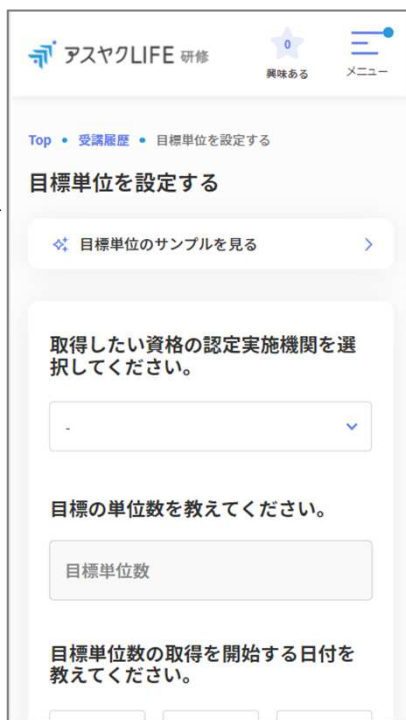 アスヤクLIFE 研修
0
興味ある
メニュー
Top • 受講履歴 • 目標単位を設定する
目標単位を設定する
目標単位のサンプルを見る
取得したい資格の認定実施機関を選
択してください。
-
目標の単位数を教えてください。
目標単位数
目標単位数の取得を開始する日付を
教えてください。